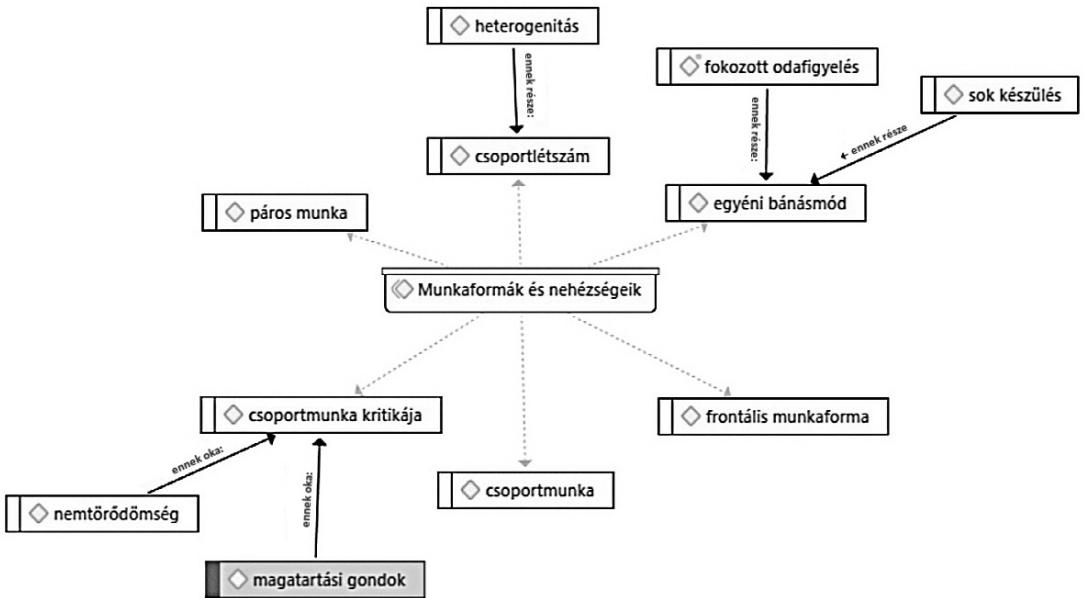 heterogenitás
ennek része:
fokozott odafigyelés
sok készülés
ennek része:
← ennek része
csoportlétszám
egyéni bánásmód
páros munka
Munkaformák és nehézségeik
csoportmunka kritikája
frontális munkaforma
ennek oka:
ennek oka:
csoportmunka
nemtörődömség
magatartási gondok